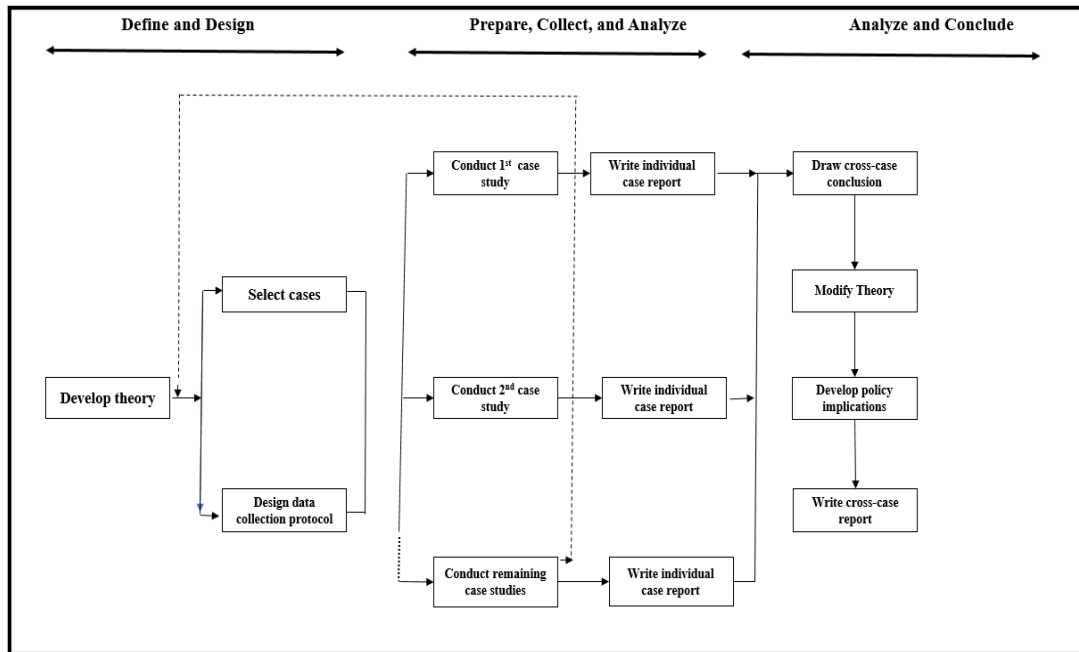 Define and Design
Prepare, Collect, and Analyze
Analyze and Conclude
Conduct 1st case
study
Write individual
case report
Draw cross-case
conclusion
Select cases
Modify Theory
Develop theory
Conduct 2nd case
study
Write individual
case report
Develop policy
implications
Design data
collection protocol
Write cross-case
report
Conduct remaining
case studies
Write individual
case report